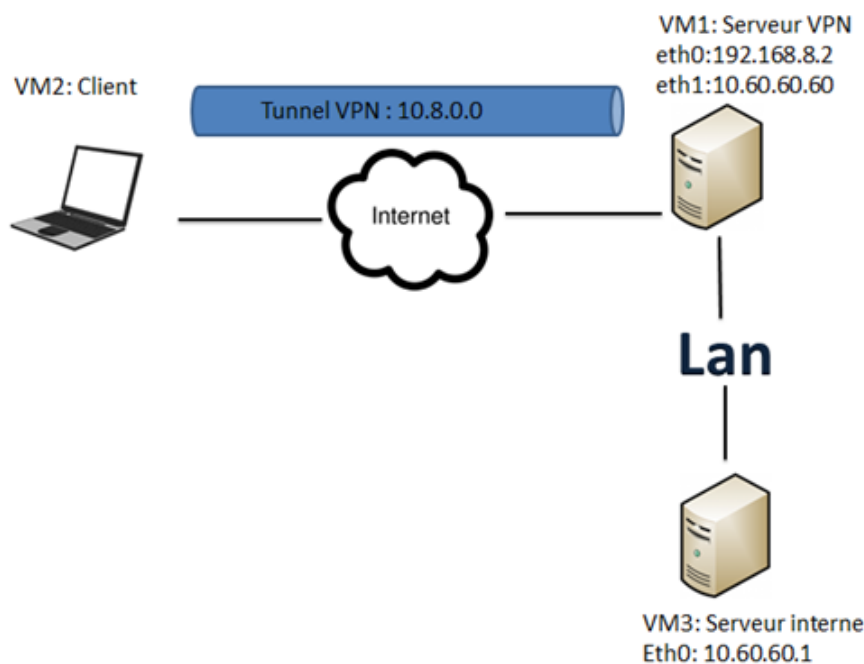 VM1: Serveur VPN
eth0:192.168.8.2
eth1:10.60.60.60
VM2: Client
Tunnel VPN : 10.8.0.0
Internet
Lan
VM3: Serveur interne
Eth0: 10.60.60.1